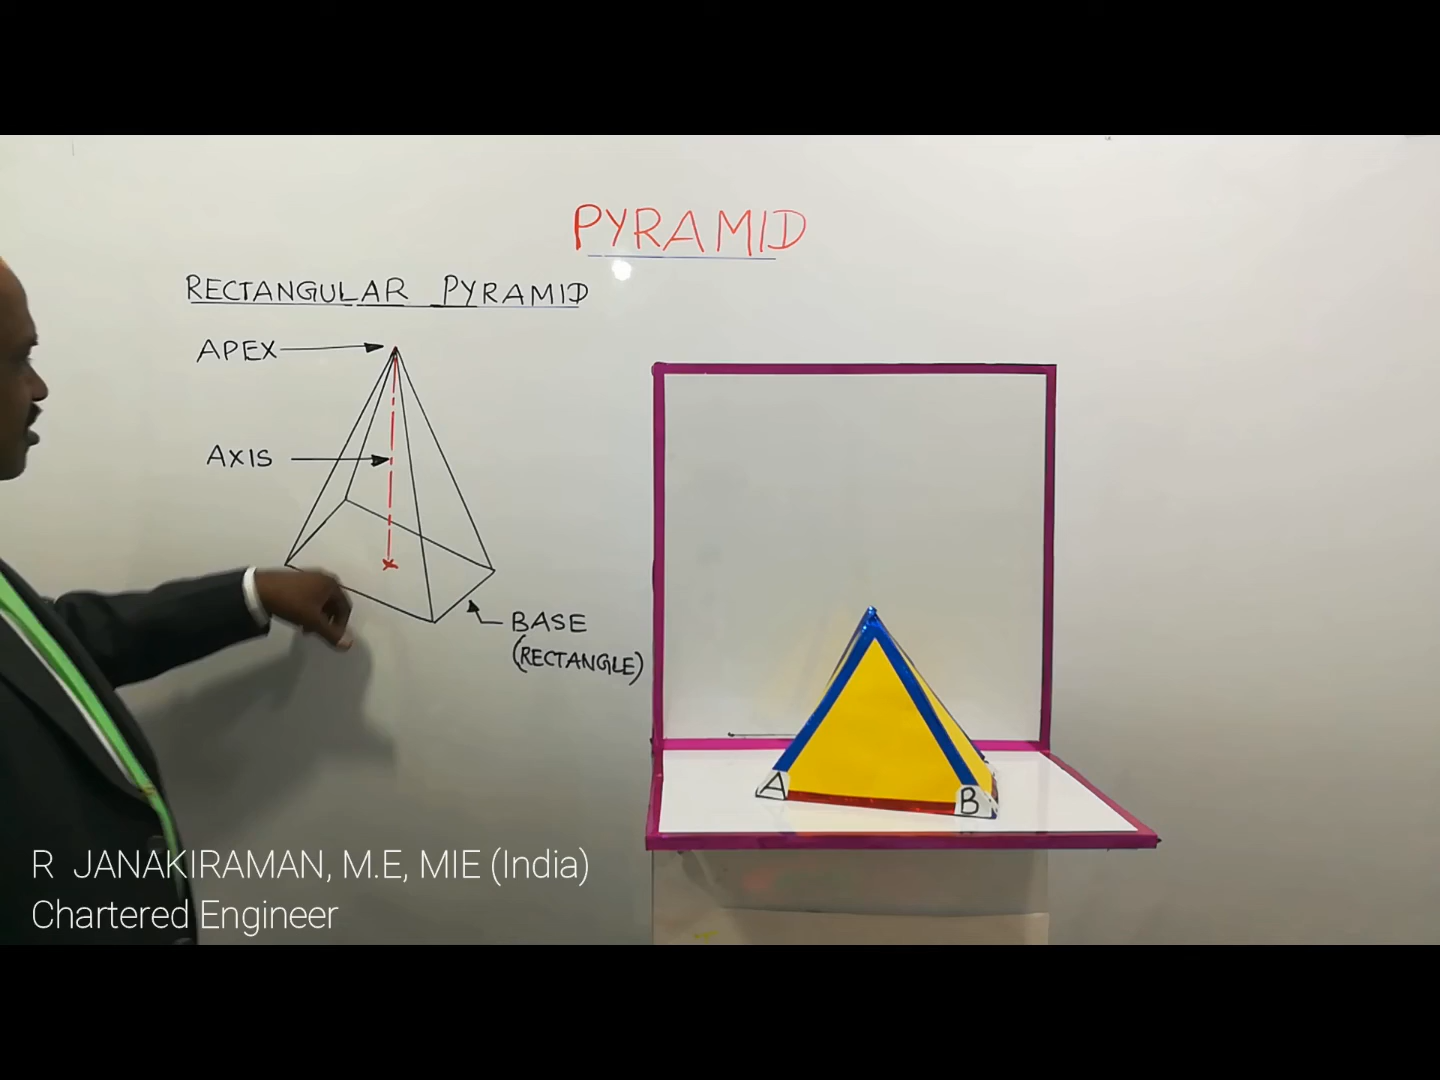 PYRAMID
RECTANGULAR PYRAMID
APEX
AXIS
BASE
(RECTANGLE)
A
B
R JANAKIRAMAN, M.E, MIE (India)
Chartered Engineer